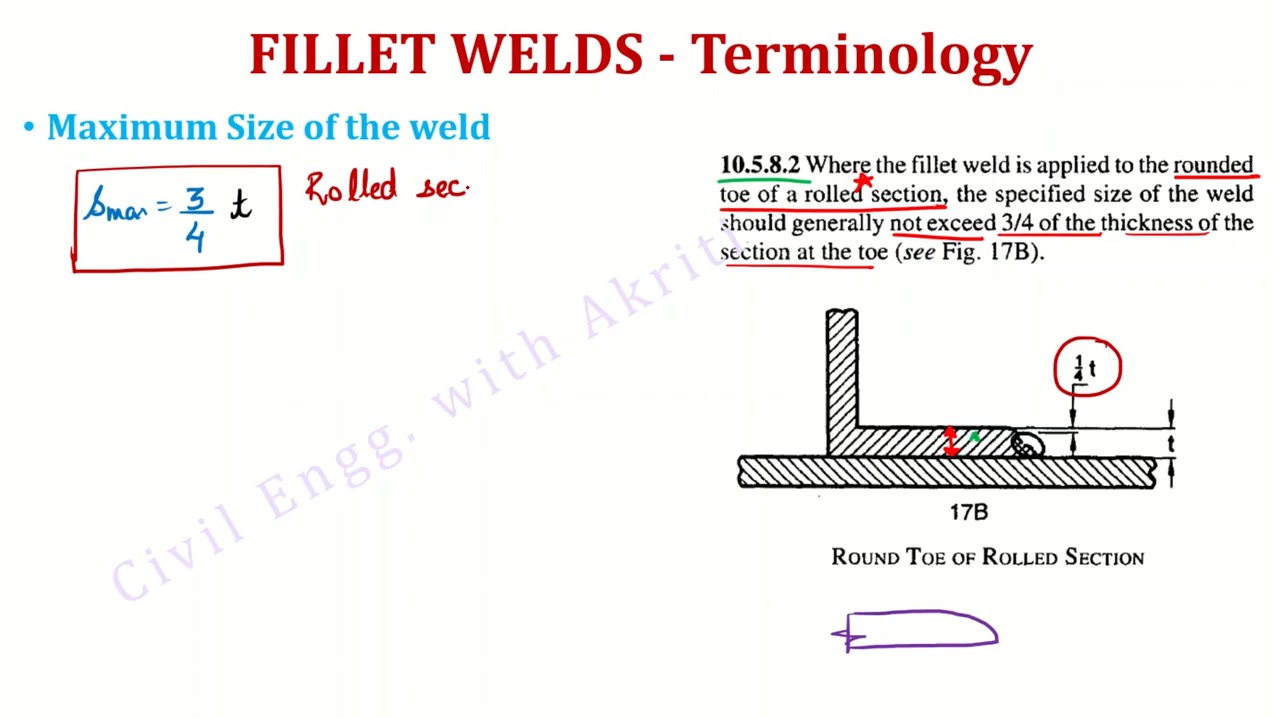 FILLET WELDS - Terminology
• Maximum Size of the weld
Smax = 3/4 t Rolled sec.
10.5.8.2 Where the fillet weld is applied to the rounded
toe of a rolled section, the specified size of the weld
should generally not exceed 3/4 of the thickness of the
section at the toe (see Fig. 17B).
1/4 t
t
17B
ROUND TOE OF ROLLED SECTION
Civil Engg. with Akriti